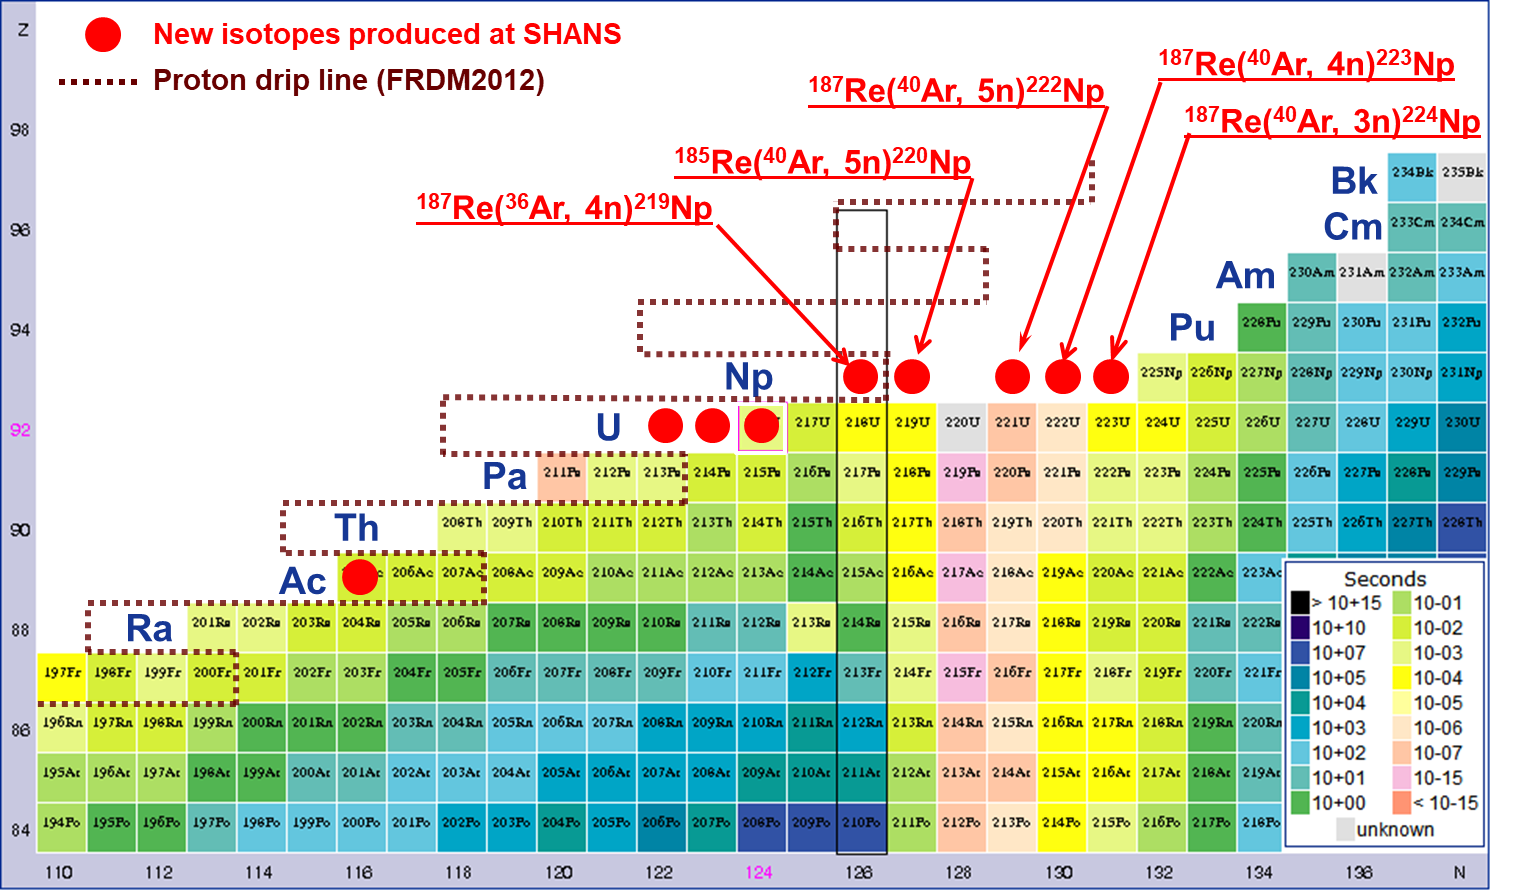 New isotopes produced at SHANS
Proton drip line (FRDM2012)
¹⁸⁷Re(⁴⁰Ar, 4n)²²³Np
¹⁸⁷Re(⁴⁰Ar, 5n)²²²Np
¹⁸⁷Re(⁴⁰Ar, 3n)²²⁴Np
¹⁸⁵Re(⁴⁰Ar, 5n)²²⁰Np
¹⁸⁷Re(³⁶Ar, 4n)²¹⁹Np
Z
98
Bk 234Bk 235Bk
96 Cm 233Cm 234Cm
Am 230Am 231Am 232Am 233Am
94 Pu 228Pu 229Pu 230Pu 231Pu 232Pu
Np 225Np 226Np 227Np 228Np 229Np 230Np 231Np
92 U 217U 218U 219U 220U 221U 222U 223U 224U 225U 226U 227U 228U 229U 230U
Pa 211Pa 212Pa 213Pa 214Pa 215Pa 216Pa 217Pa 218Pa 219Pa 220Pa 221Pa 222Pa 223Pa 224Pa 225Pa 226Pa 227Pa 228Pa 229Pa
90 Th 208Th 209Th 210Th 211Th 212Th 213Th 214Th 215Th 216Th 217Th 218Th 219Th 220Th 221Th 222Th 223Th 224Th 225Th 226Th 227Th 228Th
Ac 206Ac 207Ac 208Ac 209Ac 210Ac 211Ac 212Ac 213Ac 214Ac 215Ac 216Ac 217Ac 218Ac 219Ac 220Ac 221Ac 222Ac 223Ac
88 Ra 201Ra 202Ra 203Ra 204Ra 205Ra 206Ra 207Ra 208Ra 209Ra 210Ra 211Ra 212Ra 213Ra 214Ra 215Ra 216Ra 217Ra 218Ra 219Ra 220Ra 221Ra 222Ra
197Fr 198Fr 199Fr 200Fr 201Fr 202Fr 203Fr 204Fr 205Fr 206Fr 207Fr 208Fr 209Fr 210Fr 211Fr 212Fr 213Fr 214Fr 215Fr 216Fr 217Fr 218Fr 219Fr 220Fr 221Fr
86 196Rn 197Rn 198Rn 199Rn 200Rn 201Rn 202Rn 203Rn 204Rn 205Rn 206Rn 207Rn 208Rn 209Rn 210Rn 211Rn 212Rn 213Rn 214Rn 215Rn 216Rn 217Rn 218Rn 219Rn 220Rn
195At 196At 197At 198At 199At 200At 201At 202At 203At 204At 205At 206At 207At 208At 209At 210At 211At 212At 213At 214At 215At 216At 217At 218At 219At
84 194Po 195Po 196Po 197Po 198Po 199Po 200Po 201Po 202Po 203Po 204Po 205Po 206Po 207Po 208Po 209Po 210Po 211Po 212Po 213Po 214Po 215Po 216Po 217Po 218Po
110 112 114 116 118 120 122 124 126 128 130 132 134 136 N
Seconds
> 10+15 10-01
10+10 10-02
10+07 10-03
10+05 10-04
10+04 10-05
10+03 10-06
10+02 10-07
10+01 10-15
10+00 < 10-15
unknown